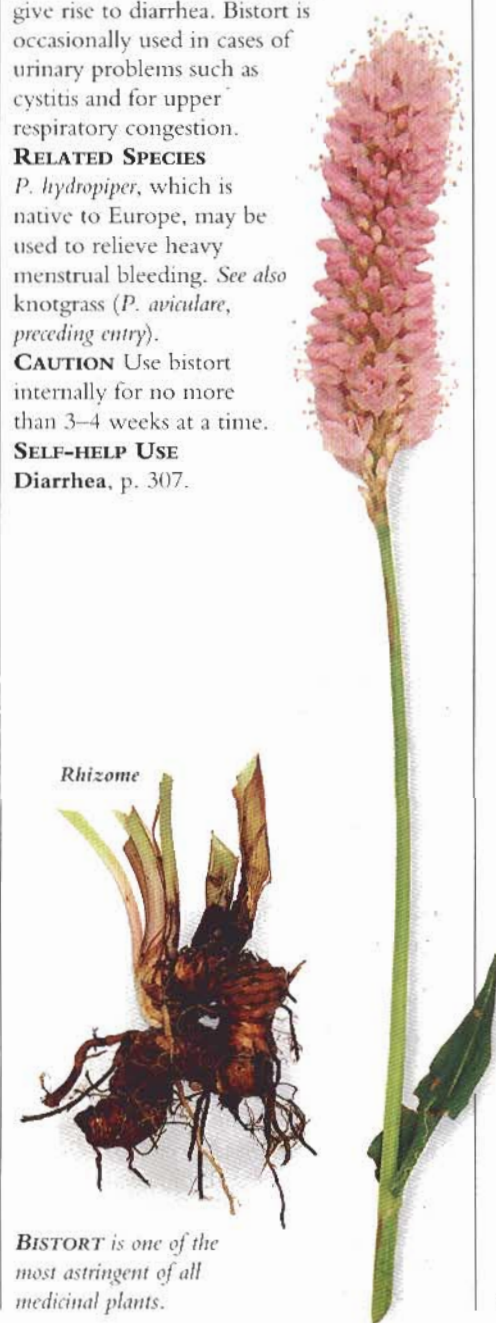 give rise to diarrhea. Bistort is
occasionally used in cases of
urinary problems such as
cystitis and for upper
respiratory congestion.
RELATED SPECIES
P. hydropiper, which is
native to Europe, may be
used to relieve heavy
menstrual bleeding. See also
knotgrass (P. aviculare,
preceding entry).
CAUTION Use bistort
internally for no more
than 3–4 weeks at a time.
SELF-HELP USE
Diarrhea, p. 307.
Rhizome
BISTORT is one of the
most astringent of all
medicinal plants.